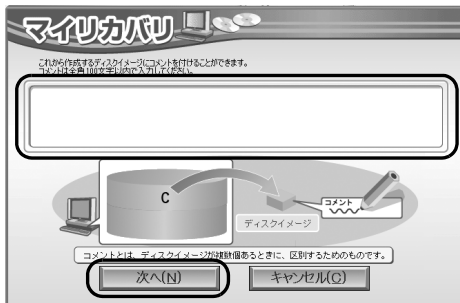 マイリカバリ
これから作成するディスクイメージにコメントを付けることができます。
コメントは全角100文字以内で入力してください。
C
コメント
ディスクイメージ
コメントとは、ディスクイメージが複数個あるときに、区別するためのものです。
次へ(N)
キャンセル(C)